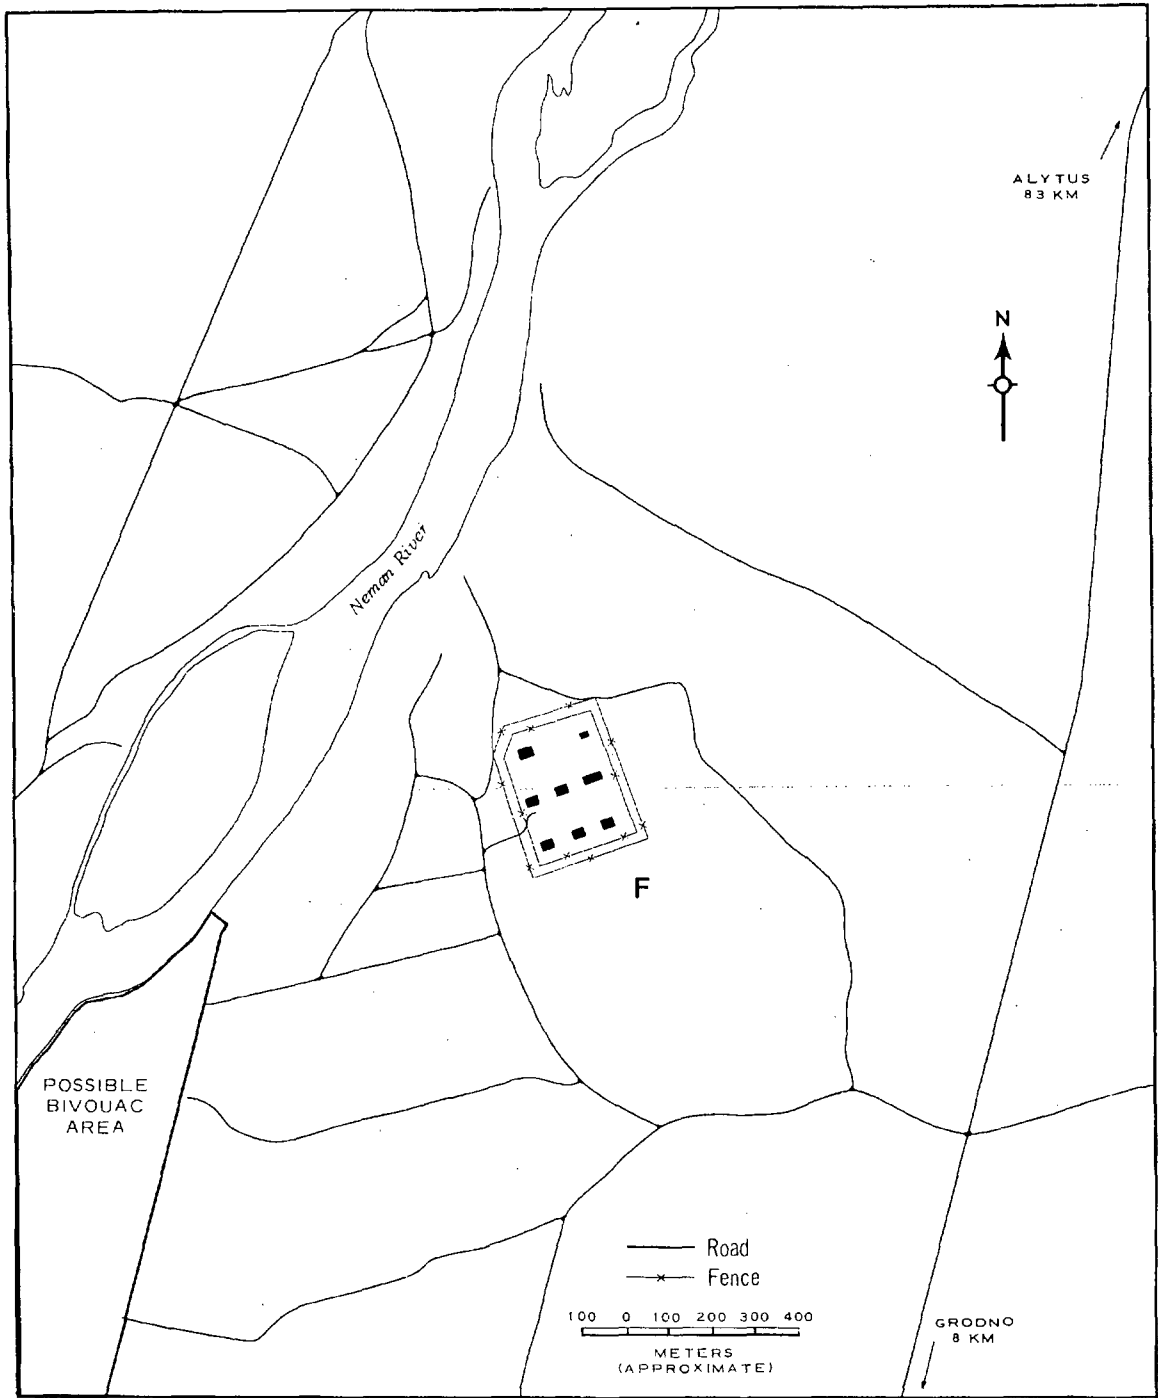 ALYTUS
83 KM
N
Neman River
F
POSSIBLE
BIVOUAC
AREA
Road
Fence
100 0 100 200 300 400
METERS
(APPROXIMATE)
GRODNO
8 KM